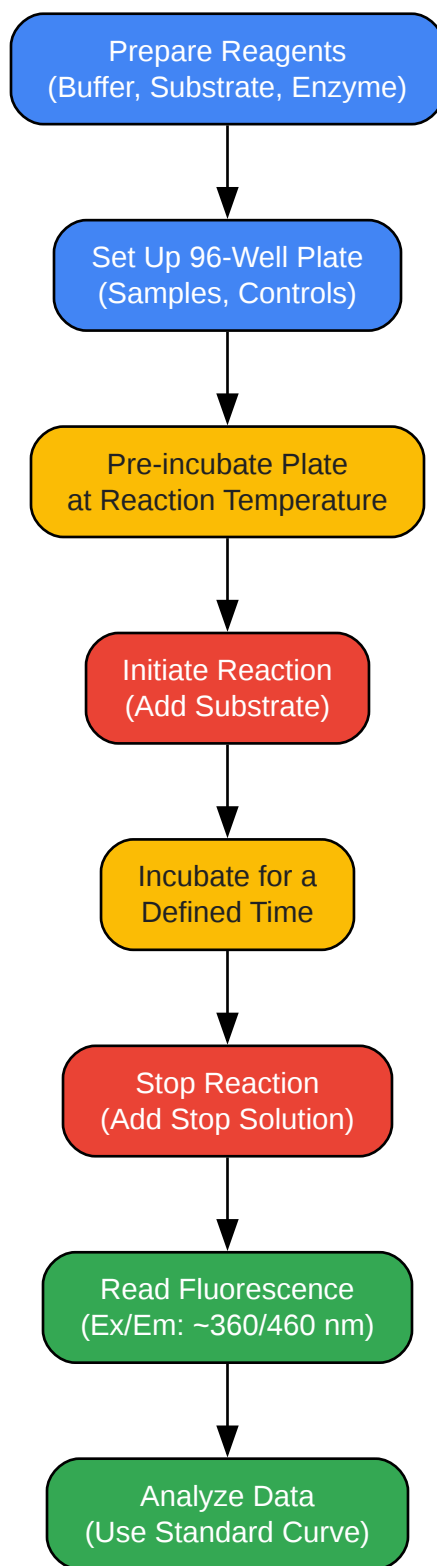 Prepare Reagents
(Buffer, Substrate, Enzyme)
Set Up 96-Well Plate
(Samples, Controls)
Pre-incubate Plate
at Reaction Temperature
Initiate Reaction
(Add Substrate)
Incubate for a
Defined Time
Stop Reaction
(Add Stop Solution)
Read Fluorescence
(Ex/Em: ~360/460 nm)
Analyze Data
(Use Standard Curve)